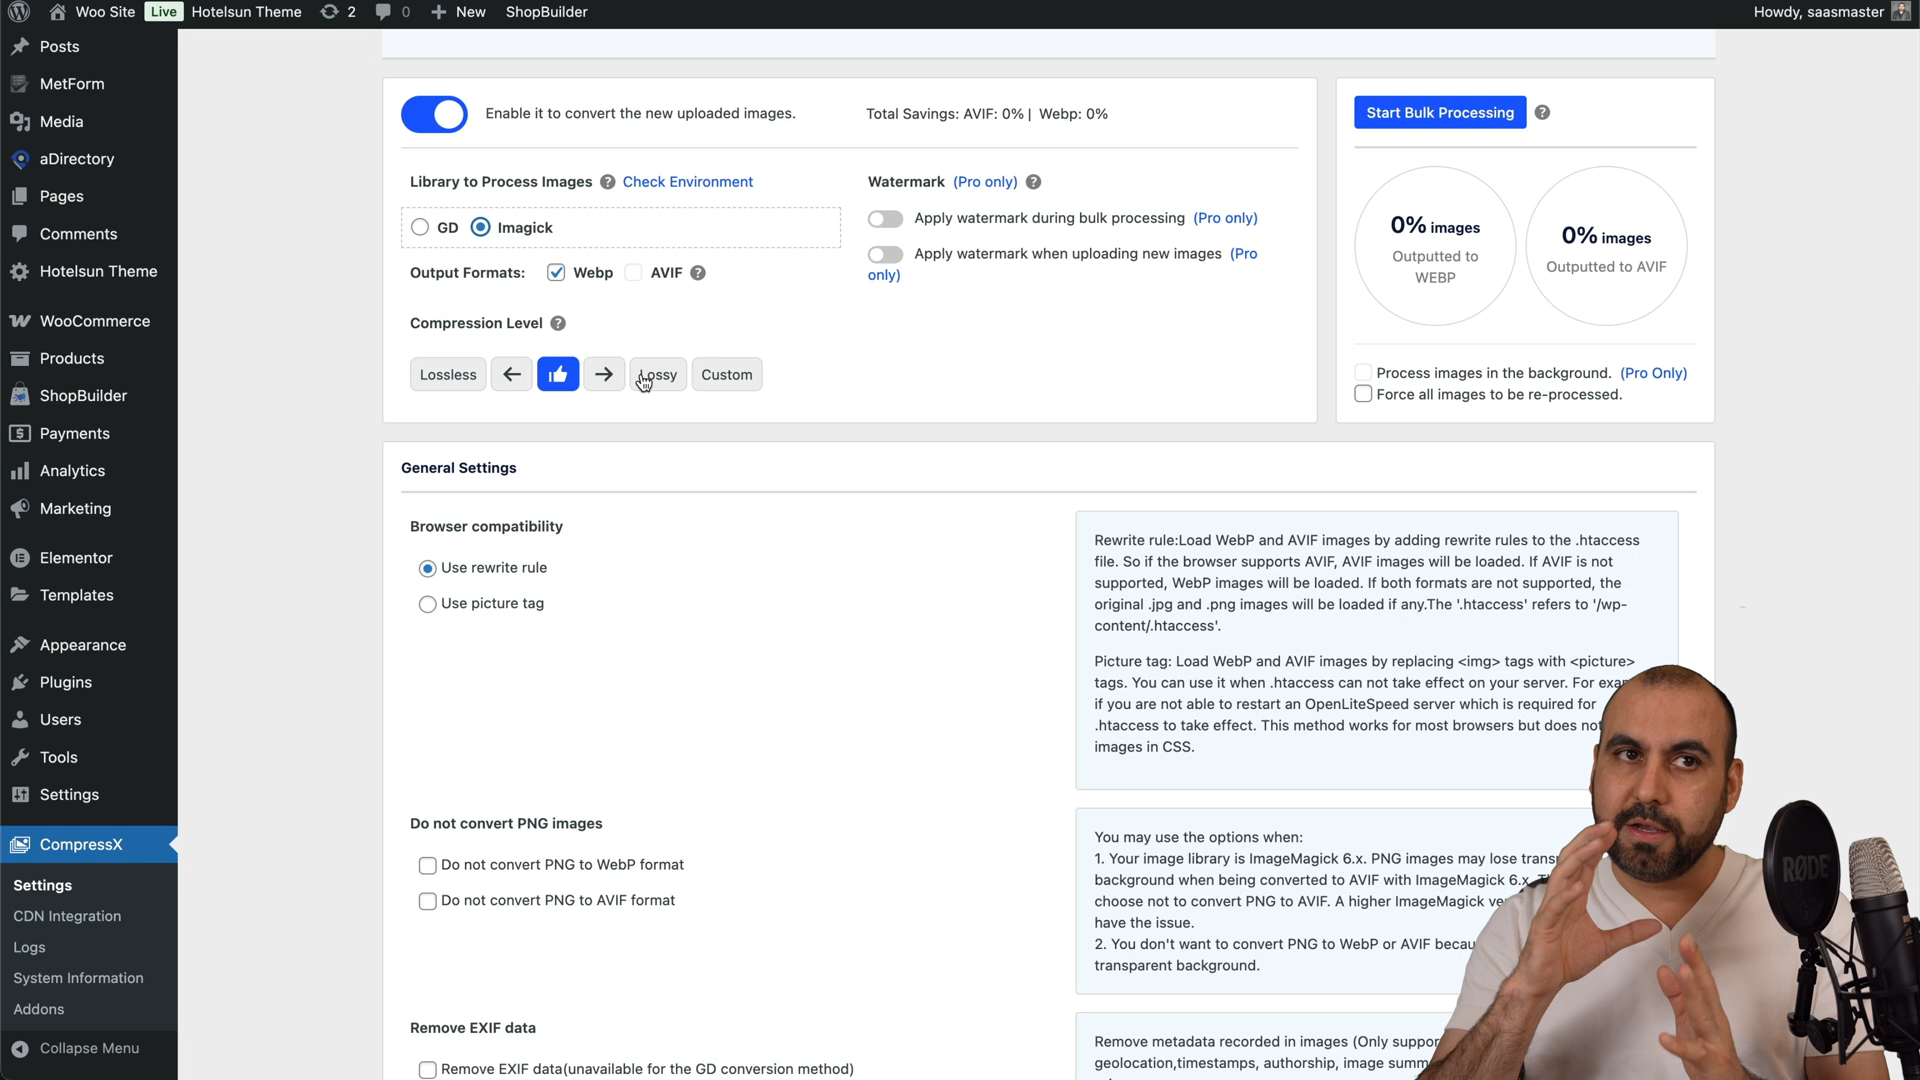 Woo Site Live Hotelsun Theme 2 0 New ShopBuilder Howdy, saasmaster
Posts
MetForm
Media
aDirectory
Pages
Comments
Hotelsun Theme
WooCommerce
Products
ShopBuilder
Payments
Analytics
Marketing
Elementor
Templates
Appearance
Plugins
Users
Tools
Settings
CompressX
Settings
CDN Integration
Logs
System Information
Addons
Collapse Menu
Enable it to convert the new uploaded images.
Total Savings: AVIF: 0% | Webp: 0%
Library to Process Images ? Check Environment
GD Imagick
Output Formats: Webp AVIF ?
Compression Level ?
Lossless Lossy Custom
Watermark (Pro only) ?
Apply watermark during bulk processing (Pro only)
Apply watermark when uploading new images (Pro
only)
Start Bulk Processing ?
0% images
Outputted to
WEBP
0% images
Outputted to AVIF
Process images in the background. (Pro Only)
Force all images to be re-processed.
General Settings
Browser compatibility
Use rewrite rule
Use picture tag
Rewrite rule:Load WebP and AVIF images by adding rewrite rules to the .htaccess
file. So if the browser supports AVIF, AVIF images will be loaded. If AVIF is not
supported, WebP images will be loaded. If both formats are not supported, the
original .jpg and .png images will be loaded if any.The '.htaccess' refers to '/wp-
content/.htaccess'.
Picture tag: Load WebP and AVIF images by replacing <img> tags with <picture>
tags. You can use it when .htaccess can not take effect on your server. For
if you are not able to restart an OpenLiteSpeed server which is required for
.htaccess to take effect. This method works for most browsers but does not
images in CSS.
Do not convert PNG images
Do not convert PNG to WebP format
Do not convert PNG to AVIF format
You may use the options when:
1. Your image library is ImageMagick 6.x. PNG images may lose
background when being converted to AVIF with ImageMagick 6.x.
choose not to convert PNG to AVIF. A higher ImageMagick
have the issue.
2. You don't want to convert PNG to WebP or AVIF
transparent background.
Remove EXIF data
Remove EXIF data(unavailable for the GD conversion method)
Remove metadata recorded in images (Only
geolocation,timestamps, authorship, image
RØDE